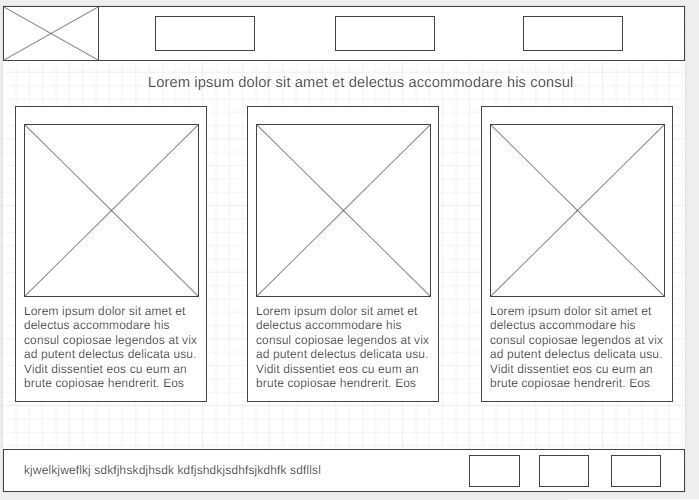 Lorem ipsum dolor sit amet et delectus accommodare his consul
Lorem ipsum dolor sit amet et
delectus accommodare his
consul copiosae legendos at vix
ad putent delectus delicata usu.
Vidit dissentiet eos cu eum an
brute copiosae hendrerit. Eos
Lorem ipsum dolor sit amet et
delectus accommodare his
consul copiosae legendos at vix
ad putent delectus delicata usu.
Vidit dissentiet eos cu eum an
brute copiosae hendrerit. Eos
Lorem ipsum dolor sit amet et
delectus accommodare his
consul copiosae legendos at vix
ad putent delectus delicata usu.
Vidit dissentiet eos cu eum an
brute copiosae hendrerit. Eos
kjwelkjweflkj sdkfjhskdjhsdk kdfjshdkjsdhfsjkdhfk sdfllsl